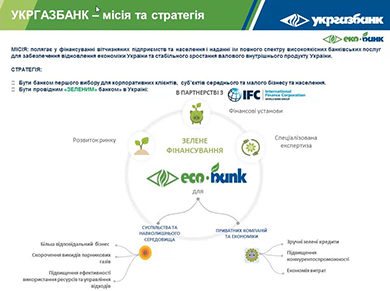 УКРГАЗБАНК – місія та стратегія
укргазбанк
eco-bank
МІСІЯ: полягає у фінансуванні вітчизняних підприємств та населення і наданні їм повного спектру високоякісних банківських послуг
для забезпечення відновлення економіки України та стабільного зростання валового внутрішнього продукту України.
СТРАТЕГІЯ:
Бути банком першого вибору для корпоративних клієнтів, суб'єктів середнього та малого бізнесу та населення.
Бути провідним «ЗЕЛЕНИМ» банком» в Україні:
В ПАРТНЕРСТВІ З
IFC
International
Finance Corporation
WORLD BANK GROUP
Фінансові установи
Розвиток ринку
ЗЕЛЕНЕ
ФІНАНСУВАННЯ
Спеціалізована
експертиза
eco-bank
для
СУСПІЛЬСТВА ТА
НАВКОЛИШНЬОГО
СЕРЕДОВИЩА
ПРИВАТНИХ КОМПАНІЙ
ТА ЕКОНОМІКИ
Більш відповідальний бізнес
Скорочення викидів парникових
газів
Підвищення ефективності
використання ресурсів та управління
відходів
Зручні зелені кредити
Підвищення
конкурентоспроможності
Економія витрат